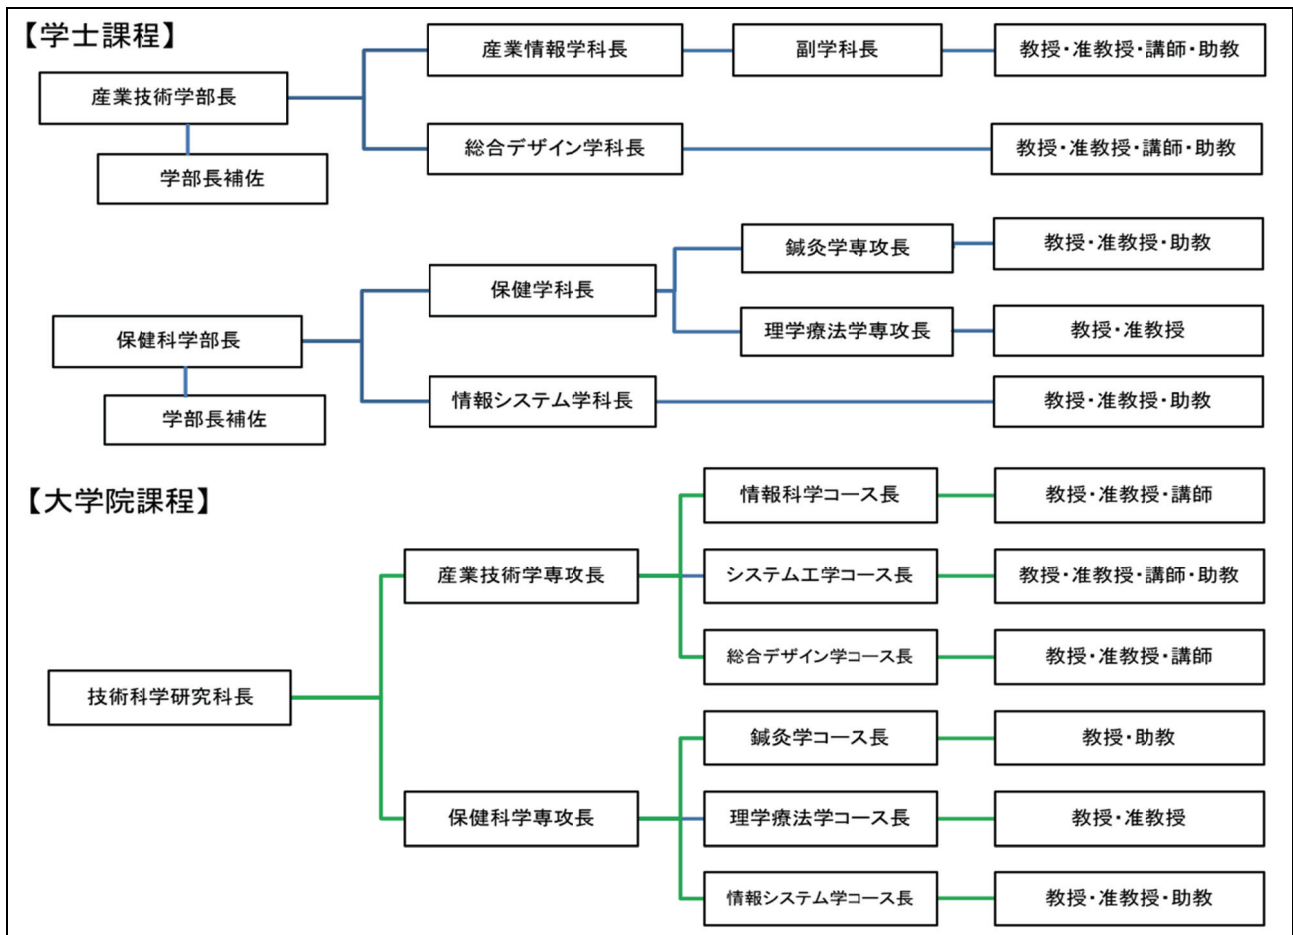 【学士課程】
産業技術学部長
学部長補佐
産業情報学科長
副学科長
教授・准教授・講師・助教
総合デザイン学科長
教授・准教授・講師・助教
保健科学部長
学部長補佐
保健学科長
鍼灸学専攻長
教授・准教授・助教
理学療法学専攻長
教授・准教授
情報システム学科長
教授・准教授・助教
【大学院課程】
技術科学研究科長
産業技術学専攻長
情報科学コース長
教授・准教授・講師
システム工学コース長
教授・准教授・講師・助教
総合デザイン学コース長
教授・准教授・講師
保健科学専攻長
鍼灸学コース長
教授・助教
理学療法学コース長
教授・准教授
情報システム学コース長
教授・准教授・助教